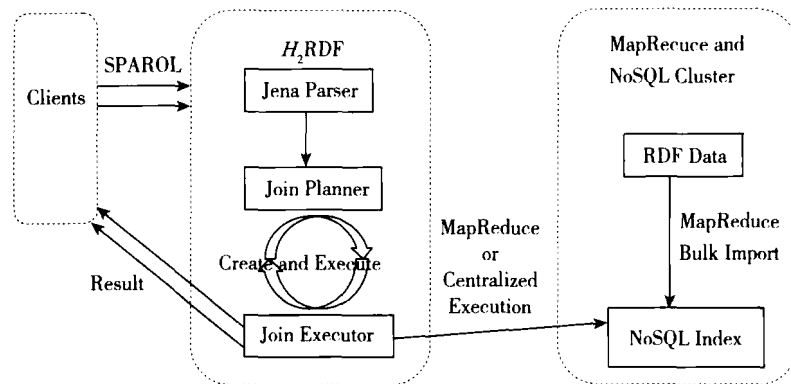 Clients
SPAROL
Result
H₂RDF
Jena Parser
Join Planner
Create and Execute
Join Executor
MapReduce
or
Centralized
Execution
MapRecuce and
NoSQL Cluster
RDF Data
MapReduce
Bulk Import
NoSQL Index